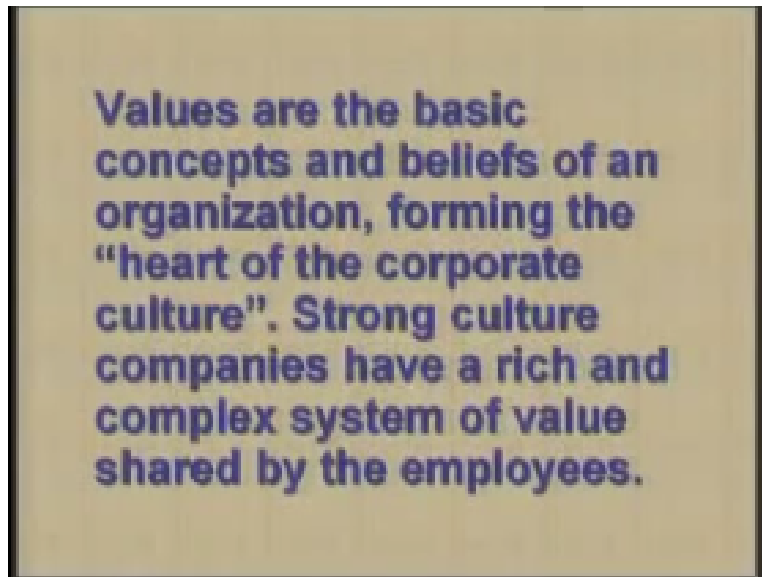 Values are the basic
concepts and beliefs of an
organization, forming the
“heart of the corporate
culture”. Strong culture
companies have a rich and
complex system of value
shared by the employees.